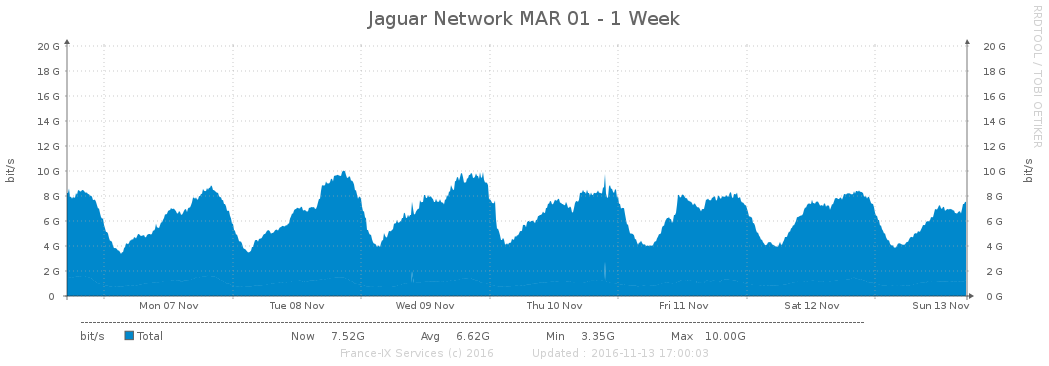 Jaguar Network MAR 01 - 1 Week
RRDTOOL / TOBI OETIKER
bit/s
20 G 20 G
18 G 18 G
16 G 16 G
14 G 14 G
12 G 12 G
10 G 10 G
8 G 8 G
6 G 6 G
4 G 4 G
2 G 2 G
0 0 G
bit/s
Mon 07 Nov Tue 08 Nov Wed 09 Nov Thu 10 Nov Fri 11 Nov Sat 12 Nov Sun 13 Nov
bit/s Total Now 7.52G Avg 6.62G Min 3.35G Max 10.00G
France-IX Services (c) 2016 Updated : 2016-11-13 17:00:03